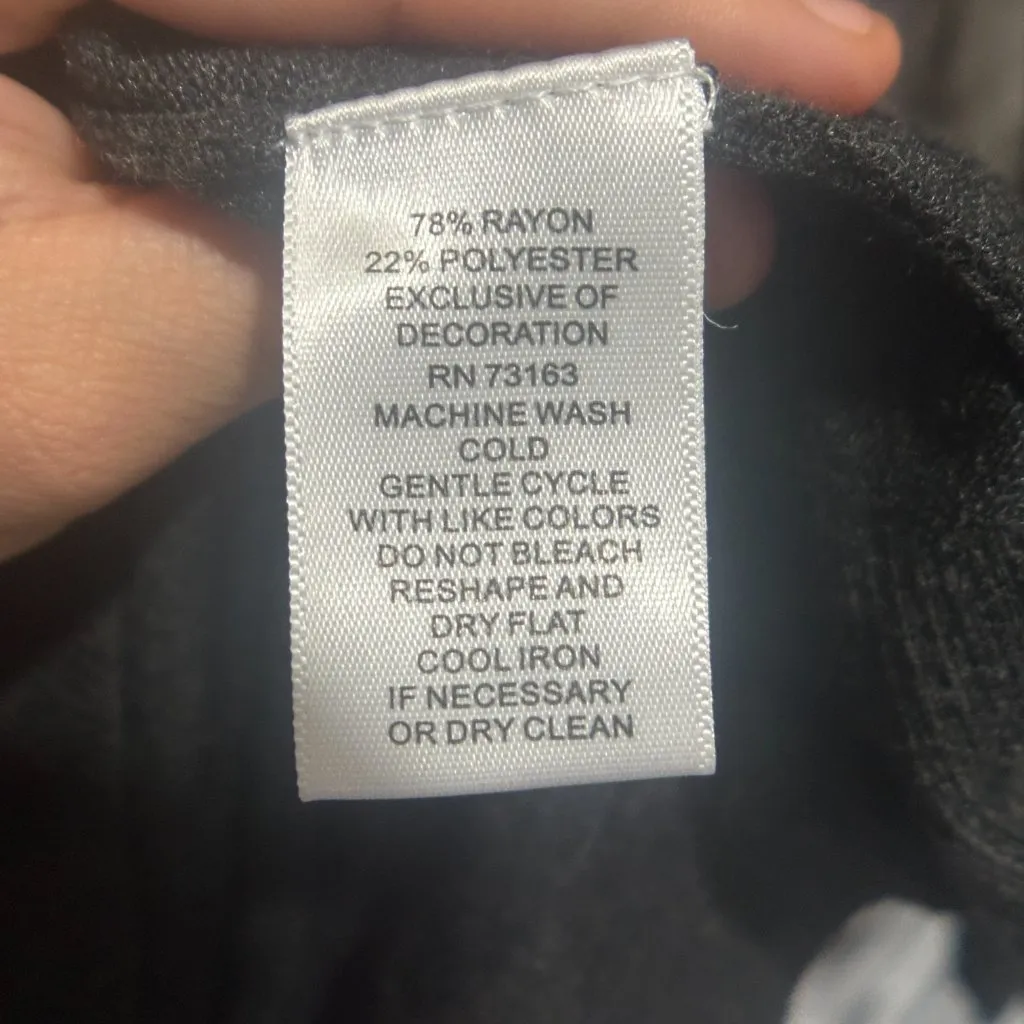 78% RAYON
22% POLYESTER
EXCLUSIVE OF
DECORATION
RN 73163
MACHINE WASH
COLD
GENTLE CYCLE
WITH LIKE COLORS
DO NOT BLEACH
RESHAPE AND
DRY FLAT
COOL IRON
IF NECESSARY
OR DRY CLEAN